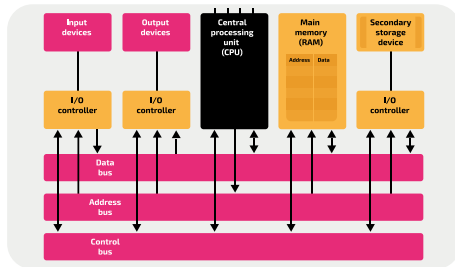 Input
devices
Output
devices
Central
processing
unit
(CPU)
Main
memory
(RAM)
Address Data
Secondary
storage
device
I/O
controller
I/O
controller
I/O
controller
Data
bus
Address
bus
Control
bus